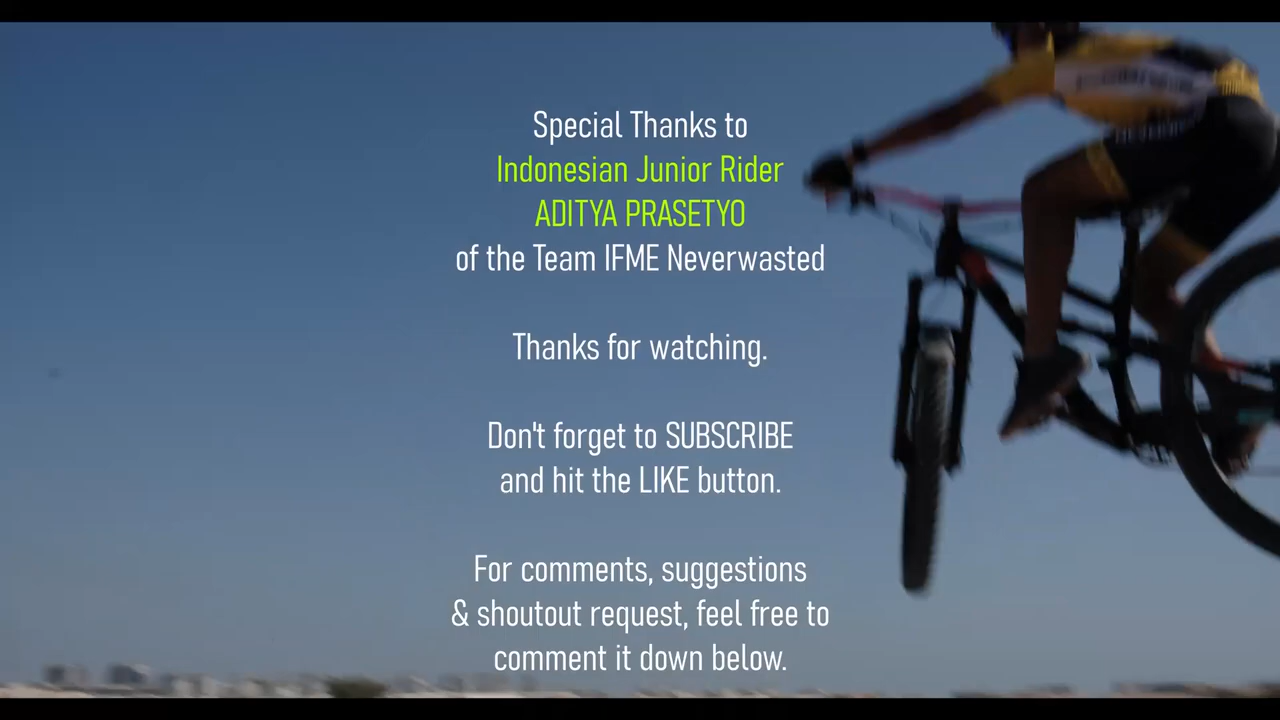 Special Thanks to
Indonesian Junior Rider
ADITYA PRASETYO
of the Team IFME Neverwasted
Thanks for watching.
Don't forget to SUBSCRIBE
and hit the LIKE button.
For comments, suggestions
& shoutout request, feel free to
comment it down below.